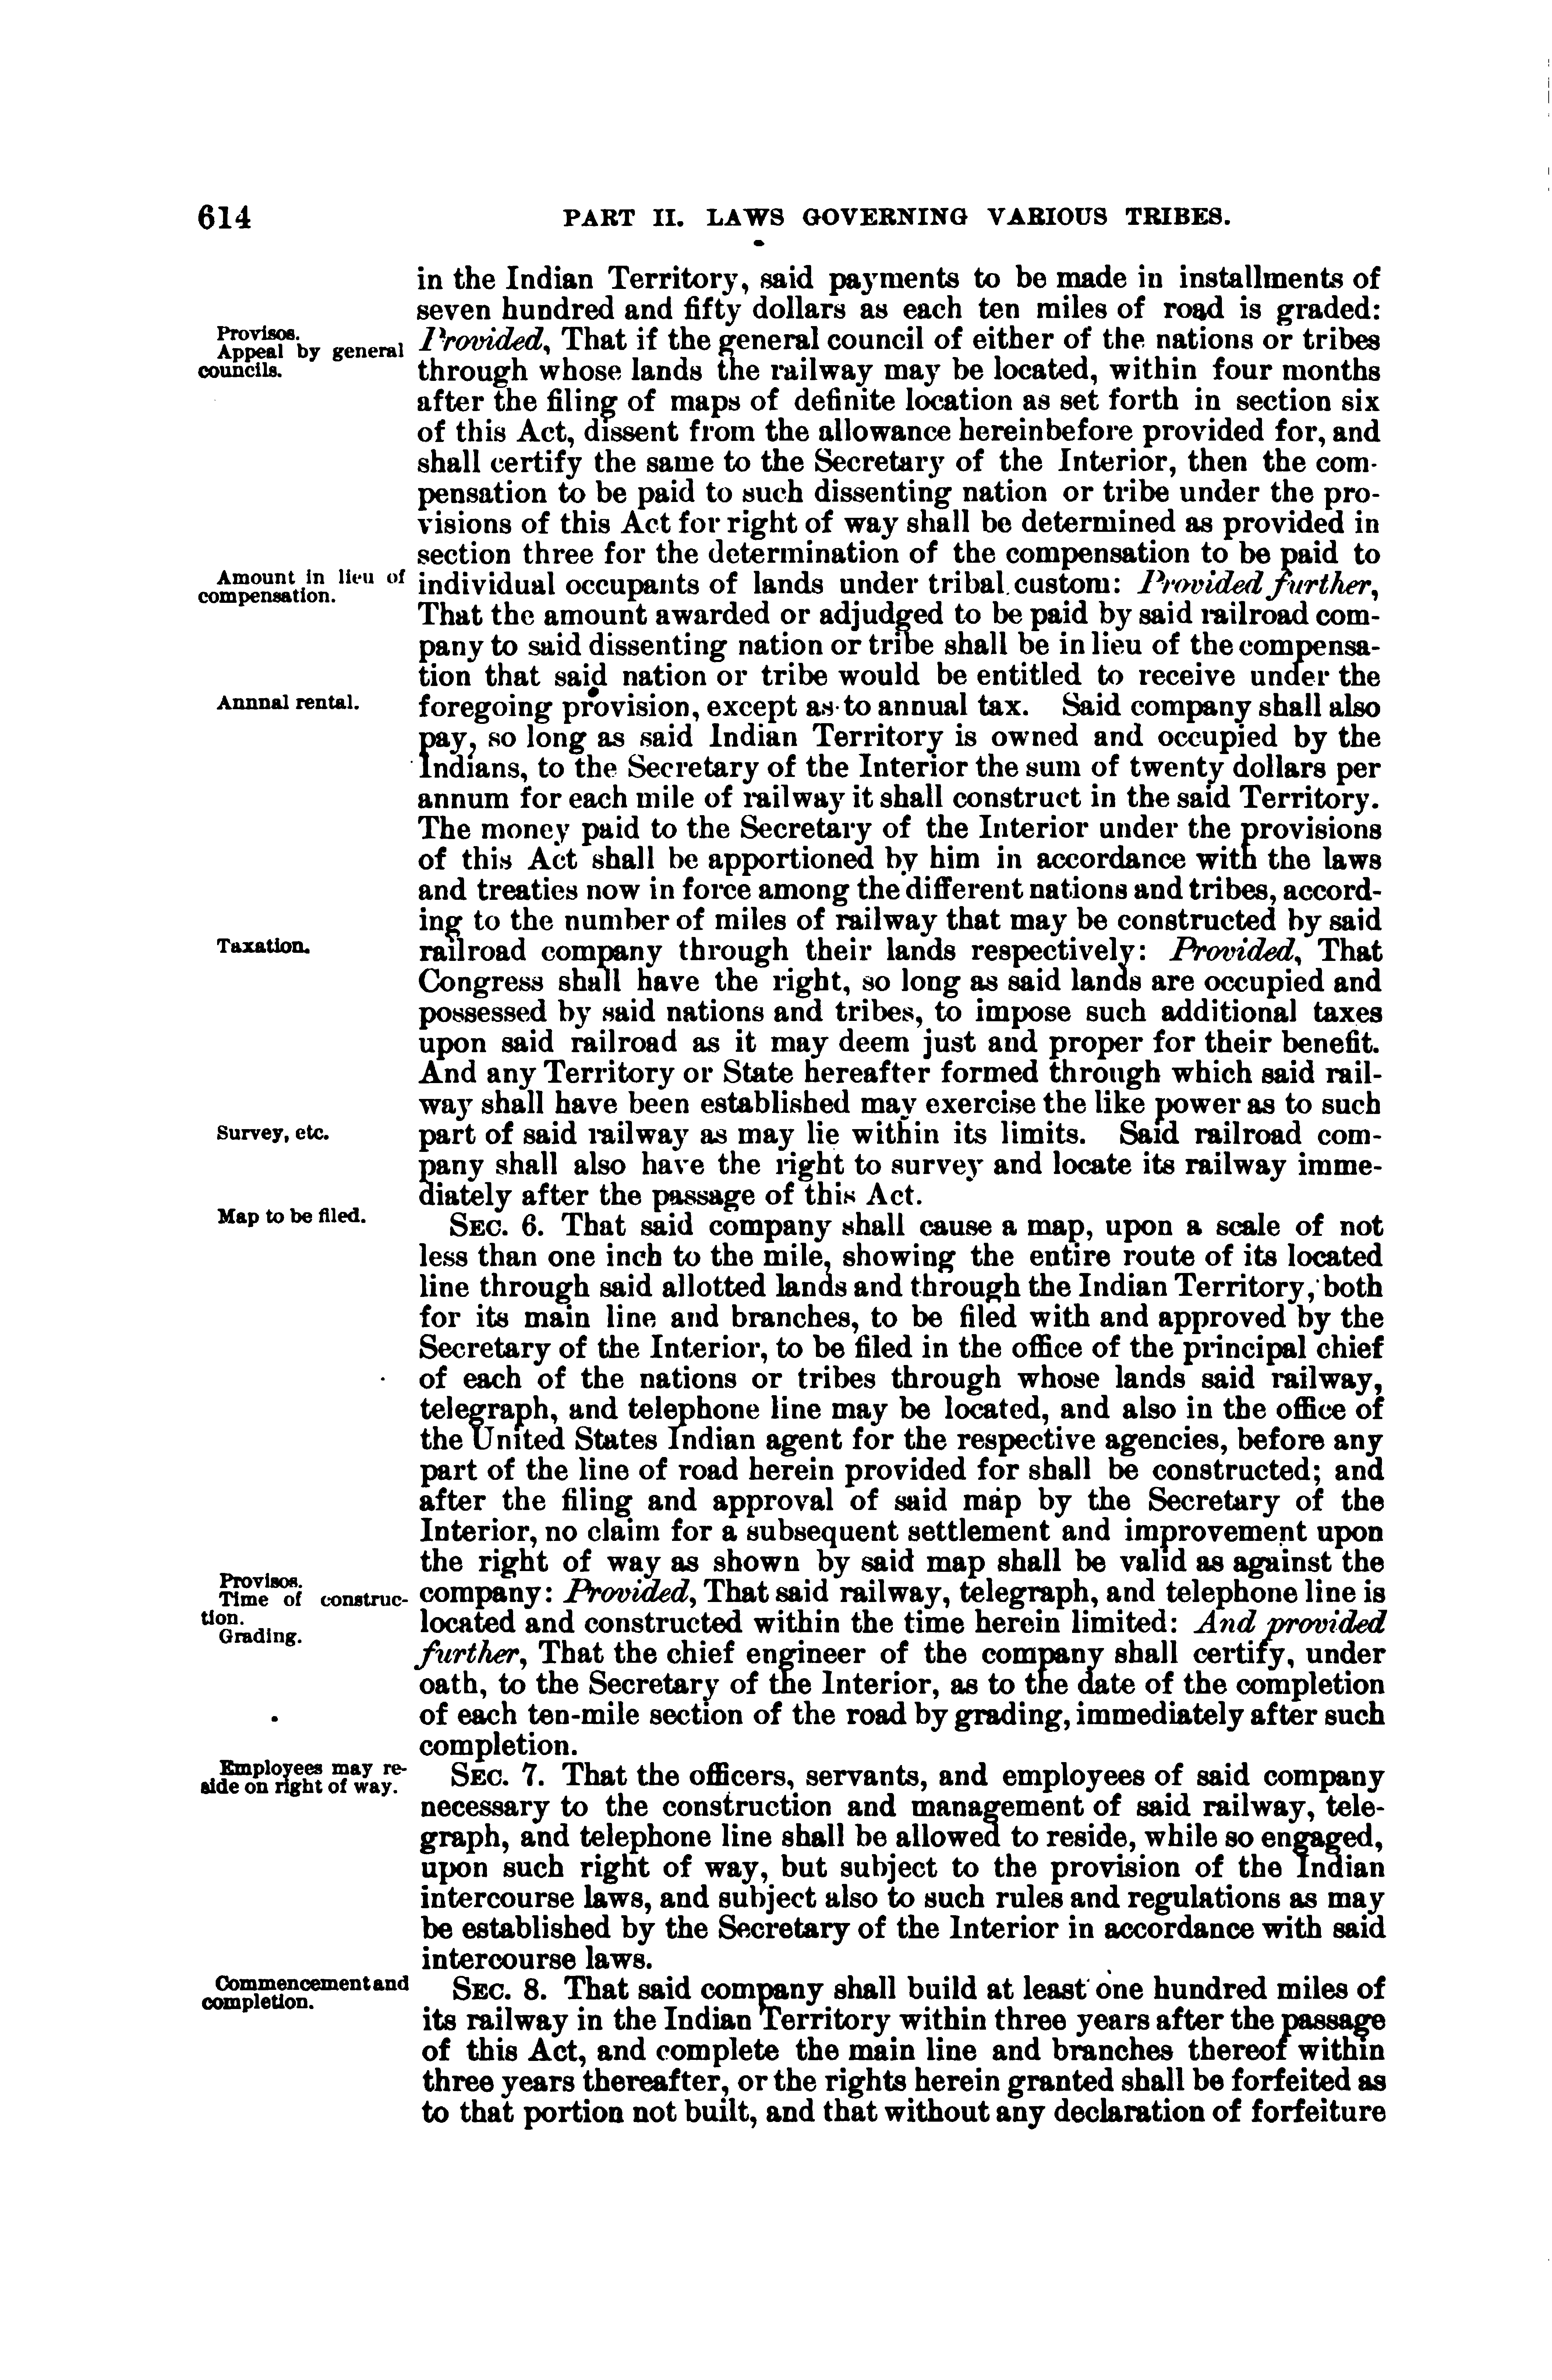 614 PART II. LAWS GOVERNING VARIOUS TRIBES.
in the Indian Territory, said payments to be made in installments of
seven hundred and fifty dollars as each ten miles of road is graded:
Provisos.
Appeal by general
councils.
Provided, That if the general council of either of the nations or tribes
through whose lands the railway may be located, within four months
after the filing of maps of definite location as set forth in section six
of this Act, dissent from the allowance hereinbefore provided for, and
shall certify the same to the Secretary of the Interior, then the com-
pensation to be paid to such dissenting nation or tribe under the pro-
visions of this Act for right of way shall be determined as provided in
section three for the determination of the compensation to be paid to
Amount in lieu of
compensation.
individual occupants of lands under tribal custom: Provided further,
That the amount awarded or adjudged to be paid by said railroad com-
pany to said dissenting nation or tribe shall be in lieu of the compensa-
tion that said nation or tribe would be entitled to receive under the
Annnal rental.
foregoing provision, except as to annual tax. Said company shall also
pay, so long as said Indian Territory is owned and occupied by the
Indians, to the Secretary of the Interior the sum of twenty dollars per
annum for each mile of railway it shall construct in the said Territory.
The money paid to the Secretary of the Interior under the provisions
of this Act shall be apportioned by him in accordance with the laws
and treaties now in force among the different nations and tribes, accord-
ing to the number of miles of railway that may be constructed by said
Taxation.
railroad company through their lands respectively: Provided, That
Congress shall have the right, so long as said lands are occupied and
possessed by said nations and tribes, to impose such additional taxes
upon said railroad as it may deem just and proper for their benefit.
And any Territory or State hereafter formed through which said rail-
way shall have been established may exercise the like power as to such
Survey, etc.
part of said railway as may lie within its limits. Said railroad com-
pany shall also have the right to survey and locate its railway imme-
diately after the passage of this Act.
Map to be filed.
SEC. 6. That said company shall cause a map, upon a scale of not
less than one inch to the mile, showing the entire route of its located
line through said allotted lands and through the Indian Territory, both
for its main line and branches, to be filed with and approved by the
Secretary of the Interior, to be filed in the office of the principal chief
of each of the nations or tribes through whose lands said railway,
telegraph, and telephone line may be located, and also in the office of
the United States Indian agent for the respective agencies, before any
part of the line of road herein provided for shall be constructed; and
after the filing and approval of said map by the Secretary of the
Interior, no claim for a subsequent settlement and improvement upon
the right of way as shown by said map shall be valid as against the
Provisos.
Time of construc-
tion.
Grading.
company: Provided, That said railway, telegraph, and telephone line is
located and constructed within the time herein limited: And provided
further, That the chief engineer of the company shall certify, under
oath, to the Secretary of the Interior, as to the date of the completion
of each ten-mile section of the road by grading, immediately after such
completion.
Employees may re-
side on right of way.
SEC. 7. That the officers, servants, and employees of said company
necessary to the construction and management of said railway, tele-
graph, and telephone line shall be allowed to reside, while so engaged,
upon such right of way, but subject to the provision of the Indian
intercourse laws, and subject also to such rules and regulations as may
be established by the Secretary of the Interior in accordance with said
intercourse laws.
Commencement and
completion.
SEC. 8. That said company shall build at least one hundred miles of
its railway in the Indian Territory within three years after the passage
of this Act, and complete the main line and branches thereof within
three years thereafter, or the rights herein granted shall be forfeited as
to that portion not built, and that without any declaration of forfeiture